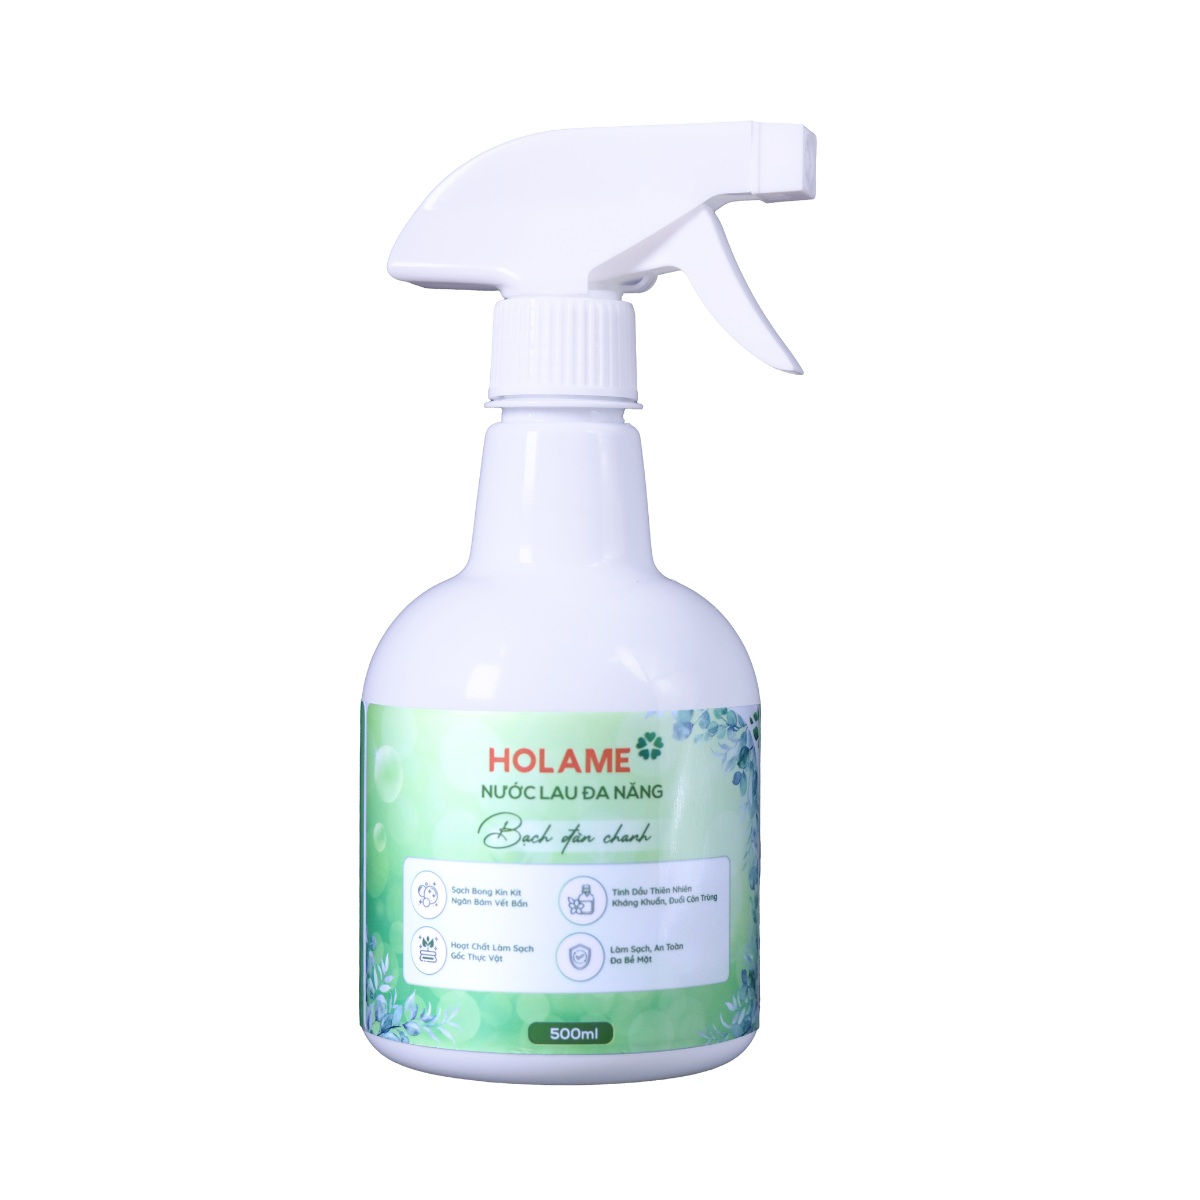 HOLAME
NƯỚC LAU ĐA NĂNG
Bạch đàn chanh
Sạch Bong Kin Kít
Ngăn Bám Vết Bẩn
Tinh Dầu Thiên Nhiên
Kháng Khuẩn, Đuổi Côn Trùng
Hoạt Chất Làm Sạch
Gốc Thực Vật
Làm Sạch, An Toàn
Đa Bề Mặt
500ml